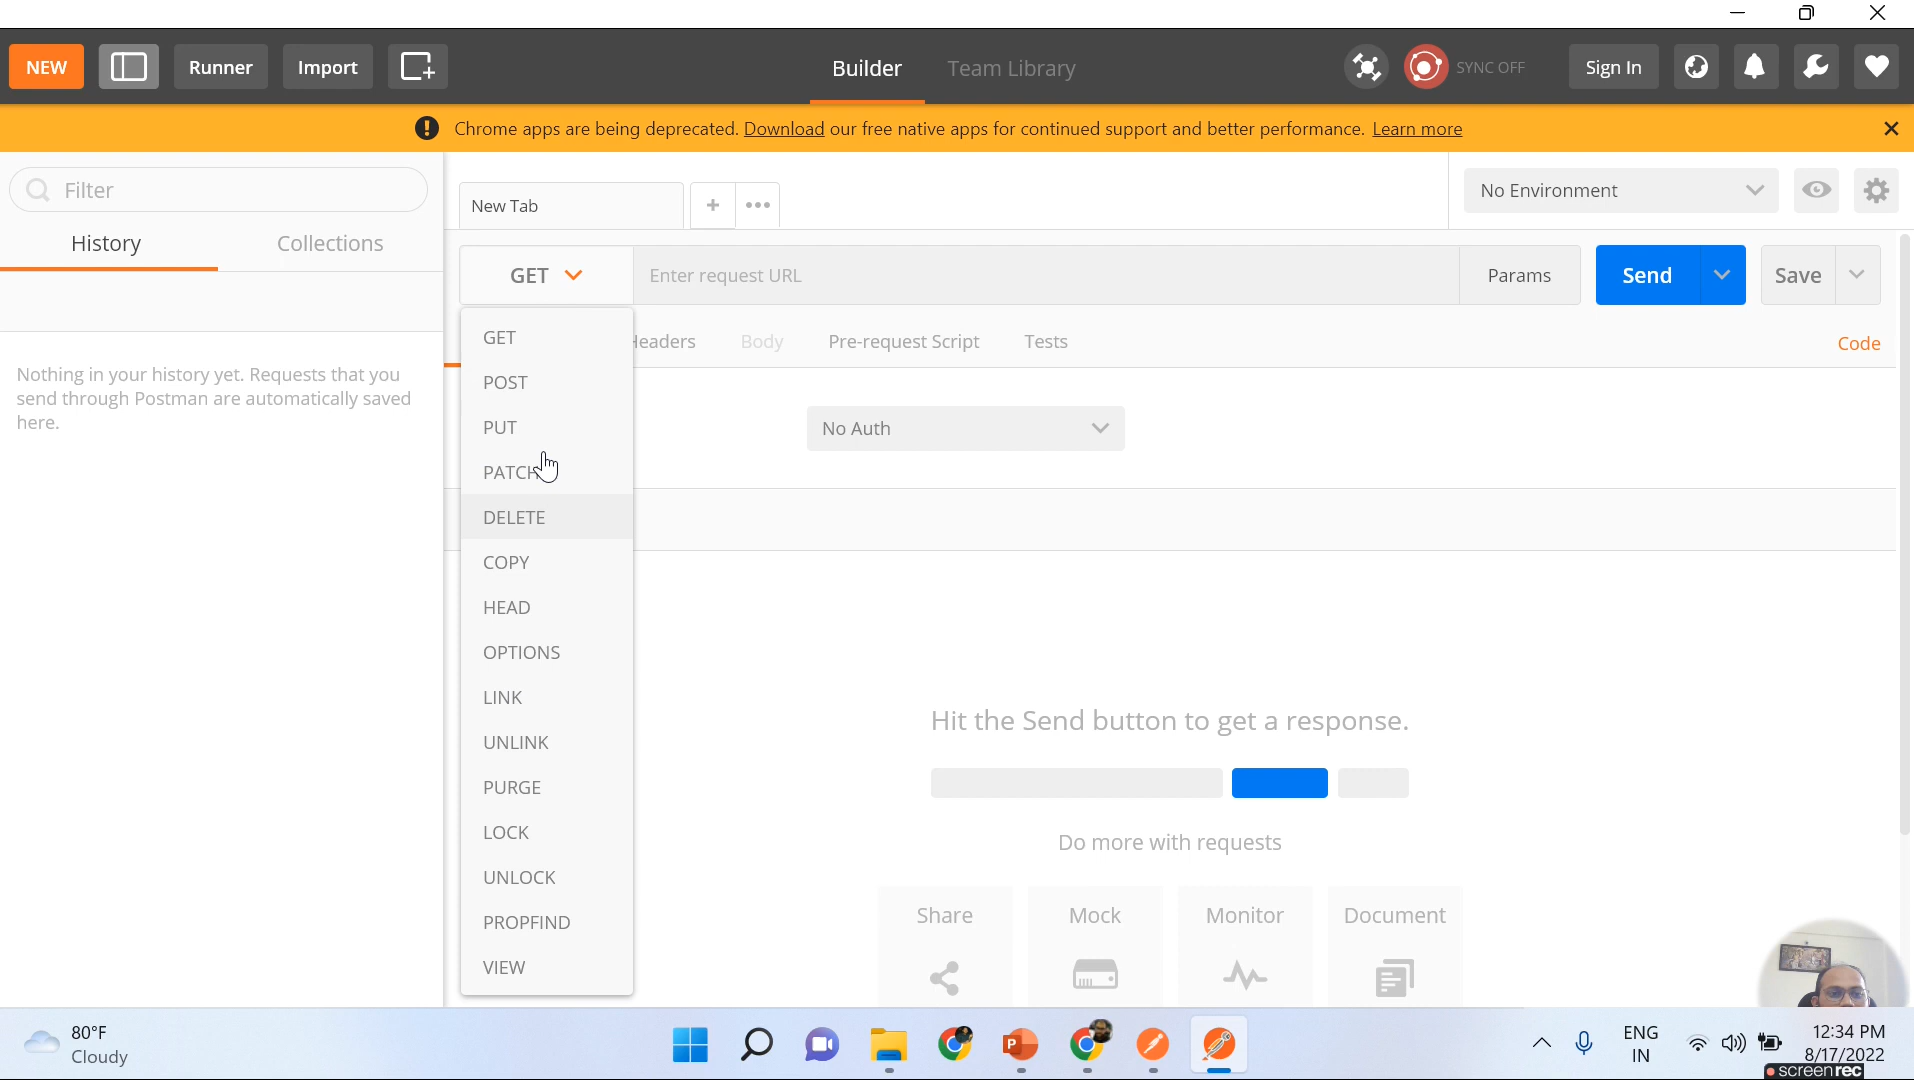 NEW
Runner
Import
Builder
Team Library
SYNC OFF
Sign In
Chrome apps are being deprecated. Download our free native apps for continued support and better performance. Learn more
Filter
History
Collections
Nothing in your history yet. Requests that you
send through Postman are automatically saved
here.
New Tab
No Environment
GET
Enter request URL
Params
Send
Save
Headers
Body
Pre-request Script
Tests
Code
No Auth
GET
POST
PUT
PATCH
DELETE
COPY
HEAD
OPTIONS
LINK
UNLINK
PURGE
LOCK
UNLOCK
PROPFIND
VIEW
Hit the Send button to get a response.
Do more with requests
Share
Mock
Monitor
Document
80°F
Cloudy
ENG
IN
12:34 PM
8/17/2022
screenrec